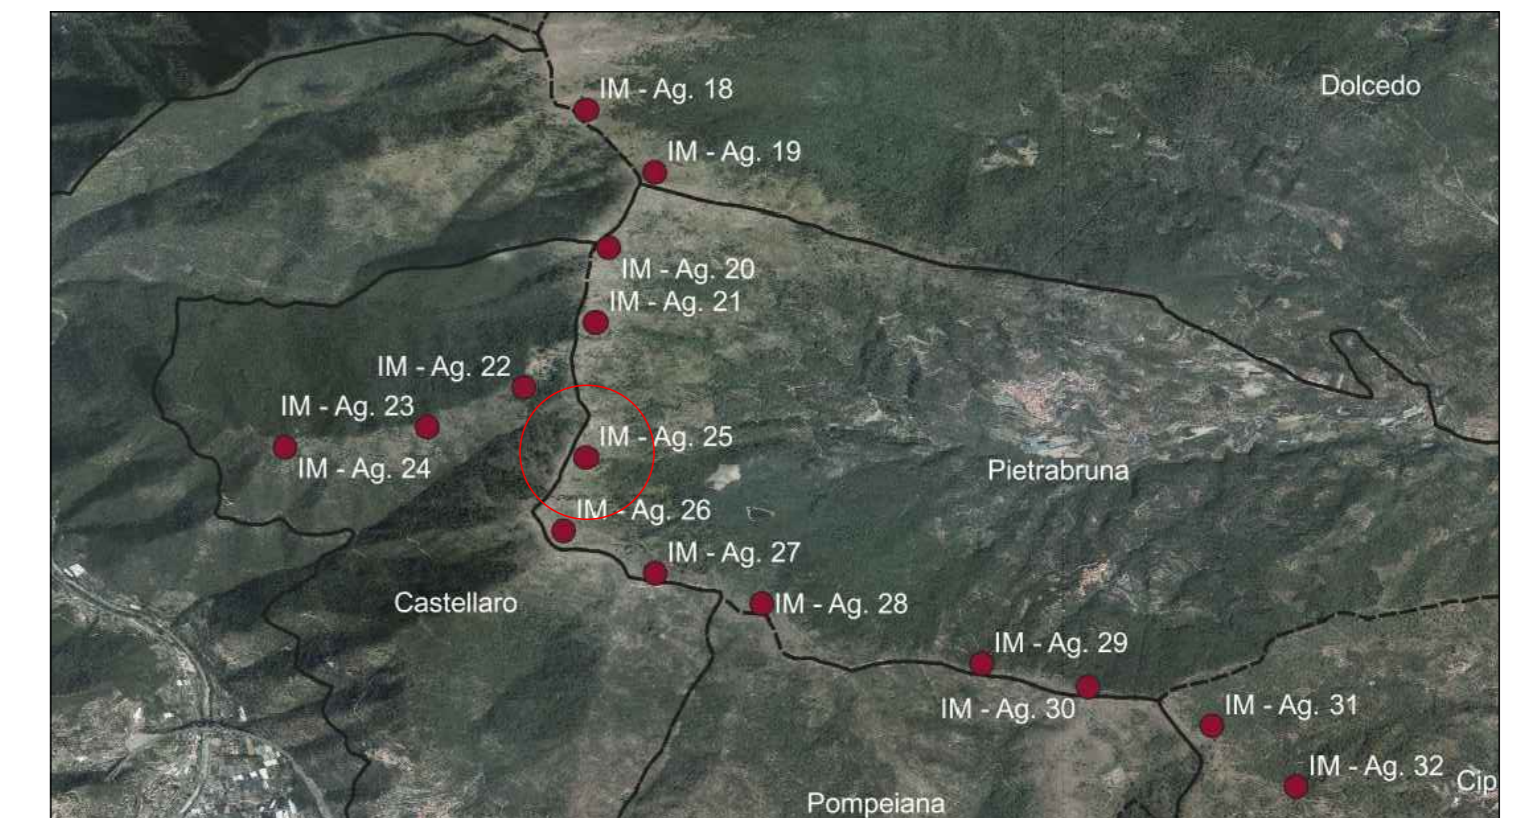 Dolcedo
IM - Ag. 18
IM - Ag. 19
IM - Ag. 20
IM - Ag. 21
IM - Ag. 22
IM - Ag. 23
IM - Ag. 25
IM - Ag. 24
Pietrabruna
IM - Ag. 26
IM - Ag. 27
Castellaro
IM - Ag. 28
IM - Ag. 29
IM - Ag. 30
IM - Ag. 31
IM - Ag. 32
Cip
Pompeiana